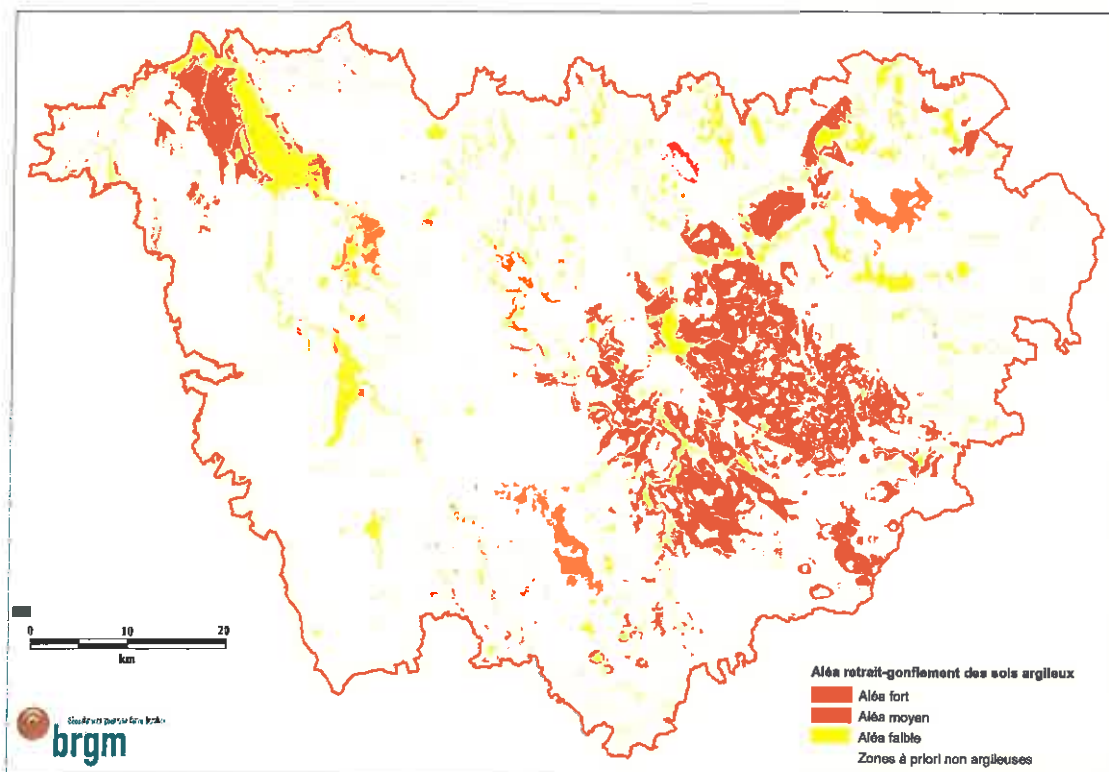 0 10 20
km
Aléa retrait-gonflement des sols argileux
Aléa fort
Aléa moyen
Aléa faible
Zones à priori non argileuses
brgm